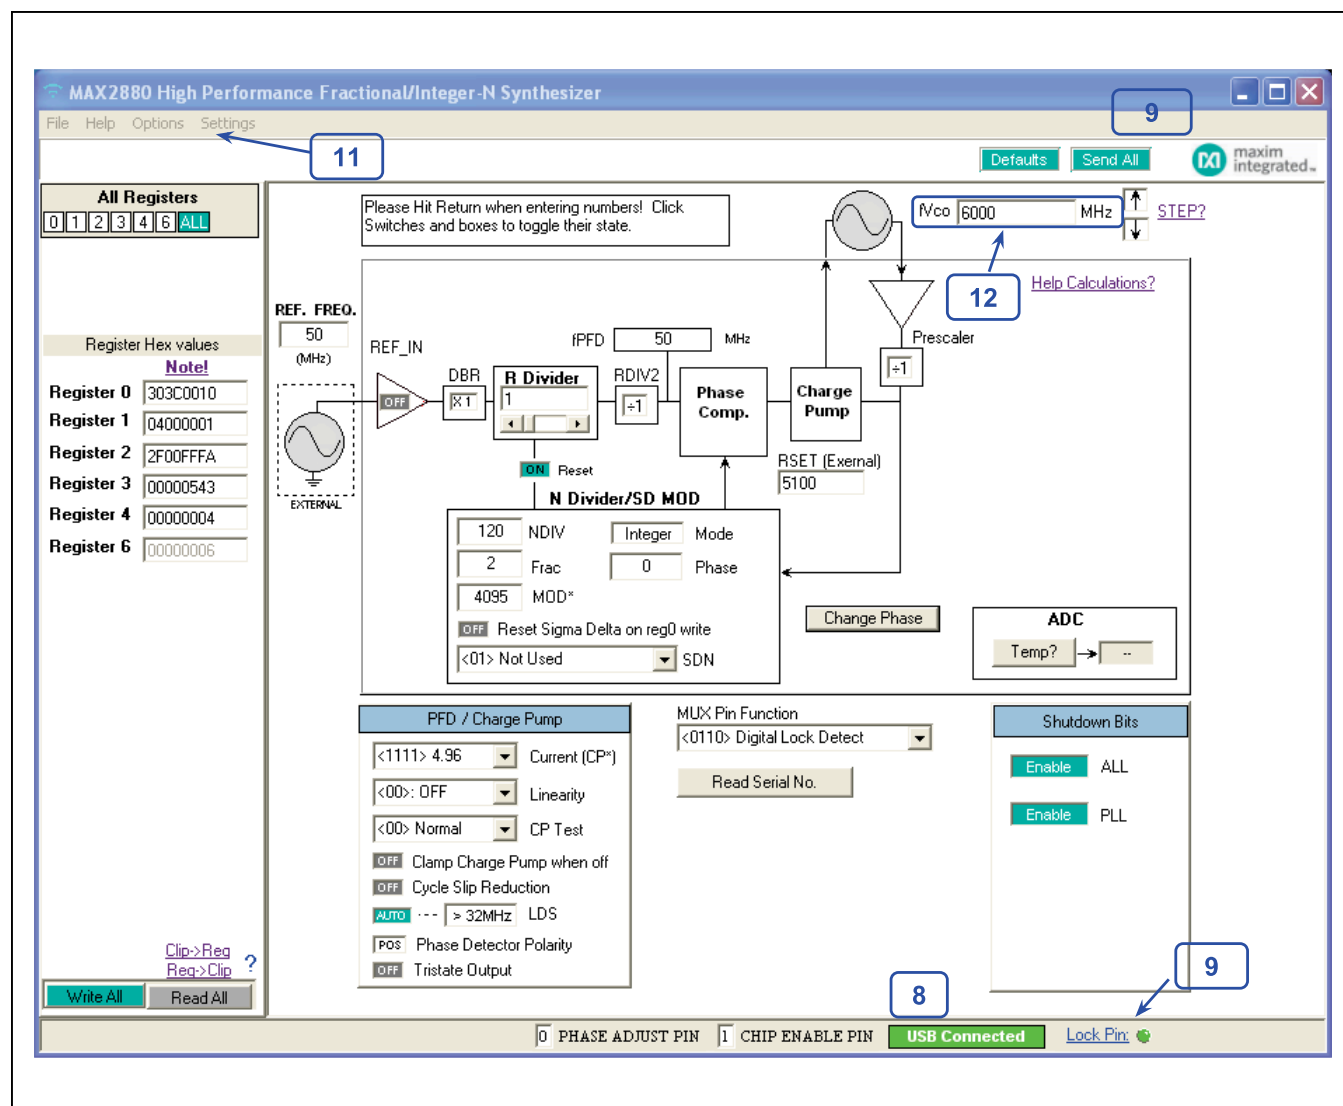 MAX2880 High Performance Fractional/Integer-N Synthesizer
File Help Options Settings
9
11
Defaults Send All
maxim
integrated™
All Registers
0 1 2 3 4 6 ALL
Please Hit Return when entering numbers! Click
Switches and boxes to toggle their state.
fVco 6000 MHz
STEP?
12
Help Calculations?
REF. FREQ.
50
(MHz)
REF_IN
fPFD 50 MHz
Prescaler
÷1
Register Hex values
Note!
Register 0 303C0010
Register 1 04000001
Register 2 2F00FFFA
Register 3 00000543
Register 4 00000004
Register 6 00000006
OFF
DBR
X1
R Divider
1
RDIV2
÷1
Phase
Comp.
Charge
Pump
RSET (Exernal)
5100
ON Reset
EXTERNAL
N Divider/SD MOD
120 NDIV Integer Mode
2 Frac 0 Phase
4095 MOD*
OFF Reset Sigma Delta on reg0 write
<01> Not Used SDN
Change Phase
ADC
Temp? --
PFD / Charge Pump
<1111> 4.96 Current (CP*)
<00>: OFF Linearity
<00> Normal CP Test
OFF Clamp Charge Pump when off
OFF Cycle Slip Reduction
AUTO --- > 32MHz LDS
POS Phase Detector Polarity
OFF Tristate Output
MUX Pin Function
<0110> Digital Lock Detect
Read Serial No.
Shutdown Bits
Enable ALL
Enable PLL
Clip->Reg
Reg->Clip ?
Write All Read All
8
9
0 PHASE ADJUST PIN 1 CHIP ENABLE PIN USB Connected Lock Pin: